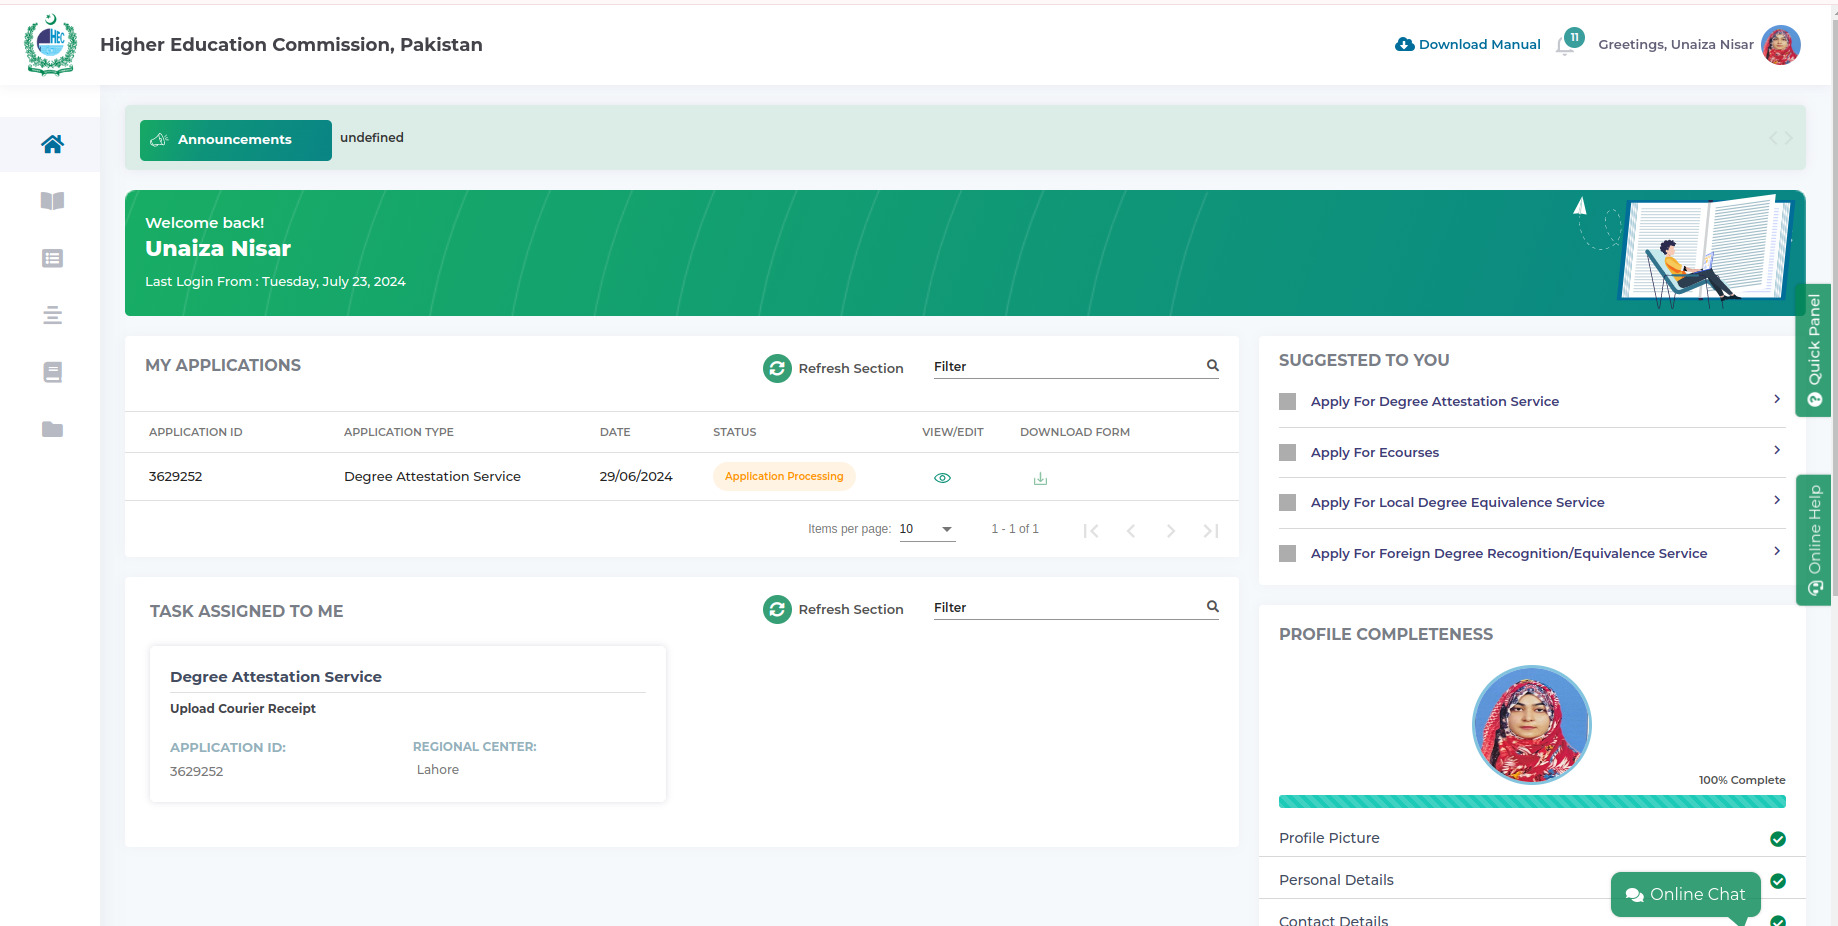 HEC
Higher Education Commission, Pakistan
Download Manual
11
Greetings, Unaiza Nisar
Announcements
undefined
Welcome back!
Unaiza Nisar
Last Login From : Tuesday, July 23, 2024
Quick Panel
Online Help
MY APPLICATIONS
Refresh Section
Filter
APPLICATION ID APPLICATION TYPE DATE STATUS VIEW/EDIT DOWNLOAD FORM
3629252 Degree Attestation Service 29/06/2024 Application Processing
Items per page: 10 1 - 1 of 1
SUGGESTED TO YOU
Apply For Degree Attestation Service
Apply For Ecourses
Apply For Local Degree Equivalence Service
Apply For Foreign Degree Recognition/Equivalence Service
TASK ASSIGNED TO ME
Refresh Section
Filter
Degree Attestation Service
Upload Courier Receipt
APPLICATION ID: REGIONAL CENTER:
3629252 Lahore
PROFILE COMPLETENESS
100% Complete
Profile Picture
Personal Details
Contact Details
Online Chat